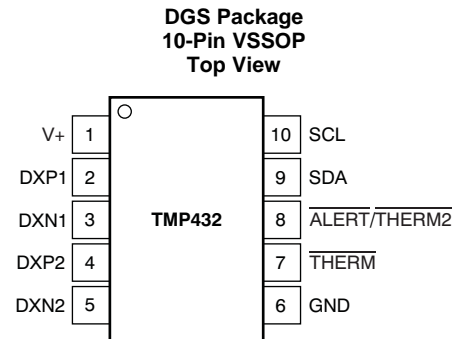 DGS Package
10-Pin VSSOP
Top View
V+ 1 10 SCL
DXP1 2 9 SDA
DXN1 3 TMP432 8 ALERT/THERM2
DXP2 4 7 THERM
DXN2 5 6 GND